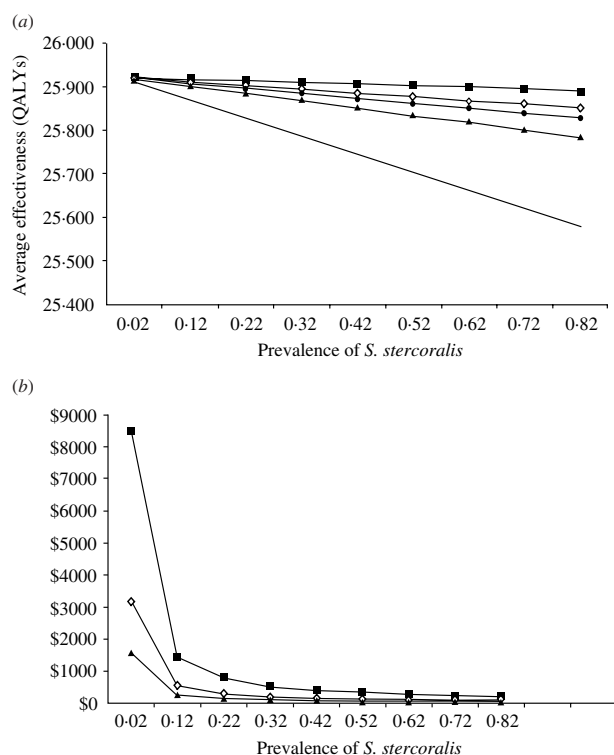 (a)
26·000
25·900
25·800
25·700
25·600
25·500
25·400
Average effectiveness (QALYs)
0·02 0·12 0·22 0·32 0·42 0·52 0·62 0·72 0·82
Prevalence of S. stercoralis
(b)
$9000
$8000
$7000
$6000
$5000
$4000
$3000
$2000
$1000
$0
0·02 0·12 0·22 0·32 0·42 0·52 0·62 0·72 0·82
Prevalence of S. stercoralis